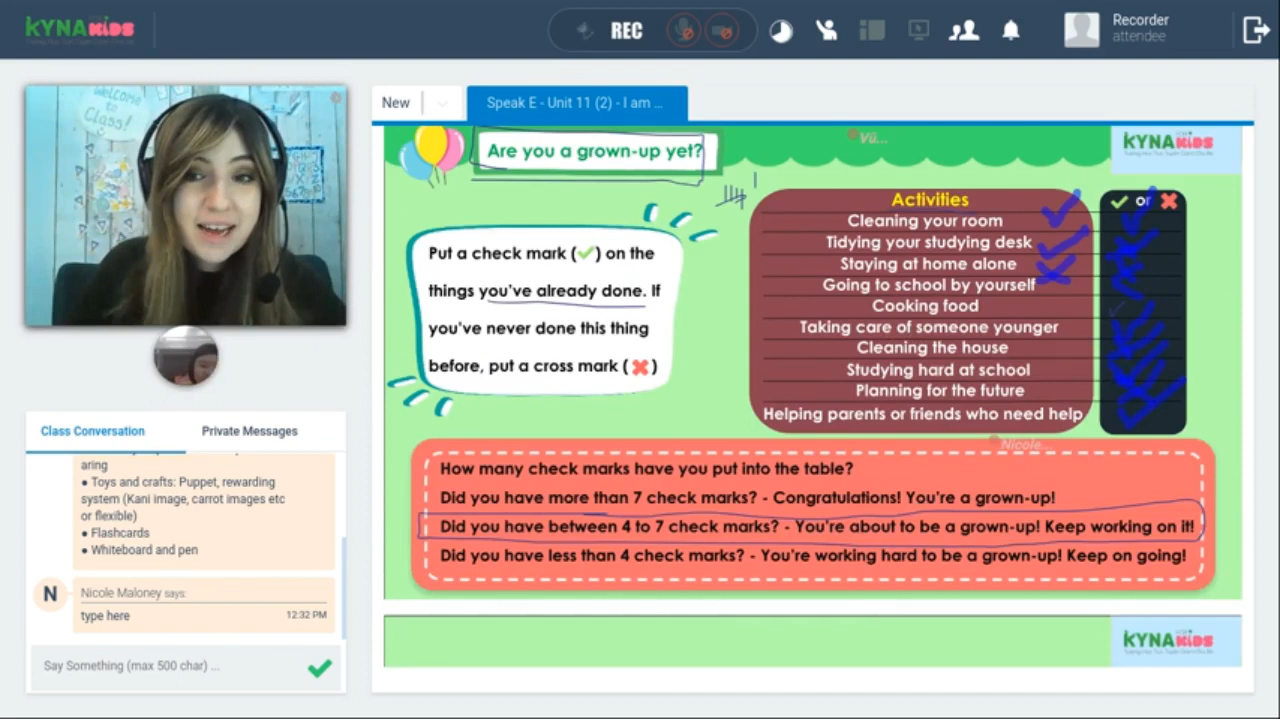 KYNA KIDS
REC
Recorder
attendee
Welcome
to
Class!
New
Speak E - Unit 11 (2) - I am ...
Are you a grown-up yet?
Vũ...
KYNA KIDS
Put a check mark (✓) on the
things you've already done. If
you've never done this thing
before, put a cross mark (✗)
Activities
✓ or ✗
Cleaning your room
Tidying your studying desk
Staying at home alone
Going to school by yourself
Cooking food
Taking care of someone younger
Cleaning the house
Studying hard at school
Planning for the future
Helping parents or friends who need help
Nicole...
How many check marks have you put into the table?
Did you have more than 7 check marks? - Congratulations! You're a grown-up!
Did you have between 4 to 7 check marks? - You're about to be a grown-up! Keep working on it!
Did you have less than 4 check marks? - You're working hard to be a grown-up! Keep on going!
KYNA KIDS
Class Conversation
Private Messages
aring
• Toys and crafts: Puppet, rewarding
system (Kani image, carrot images etc
or flexible)
• Flashcards
• Whiteboard and pen
N
Nicole Maloney says:
type here
12:32 PM
Say Something (max 500 char) ...